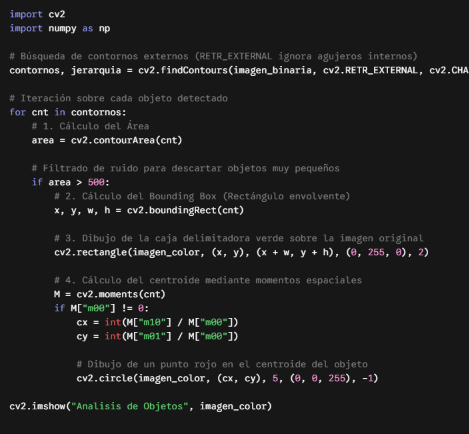 import cv2
import numpy as np

# Búsqueda de contornos externos (RETR_EXTERNAL ignora agujeros internos)
contornos, jerarquia = cv2.findContours(imagen_binaria, cv2.RETR_EXTERNAL, cv2.CHA

# Iteración sobre cada objeto detectado
for cnt in contornos:
    # 1. Cálculo del Área
    area = cv2.contourArea(cnt)

    # Filtrado de ruido para descartar objetos muy pequeños
    if area > 500:
        # 2. Cálculo del Bounding Box (Rectángulo envolvente)
        x, y, w, h = cv2.boundingRect(cnt)

        # 3. Dibujo de la caja delimitadora verde sobre la imagen original
        cv2.rectangle(imagen_color, (x, y), (x + w, y + h), (0, 255, 0), 2)

        # 4. Cálculo del centroide mediante momentos espaciales
        M = cv2.moments(cnt)
        if M["m00"] != 0:
            cx = int(M["m10"] / M["m00"])
            cy = int(M["m01"] / M["m00"])

            # Dibujo de un punto rojo en el centroide del objeto
            cv2.circle(imagen_color, (cx, cy), 5, (0, 0, 255), -1)

cv2.imshow("Analisis de Objetos", imagen_color)